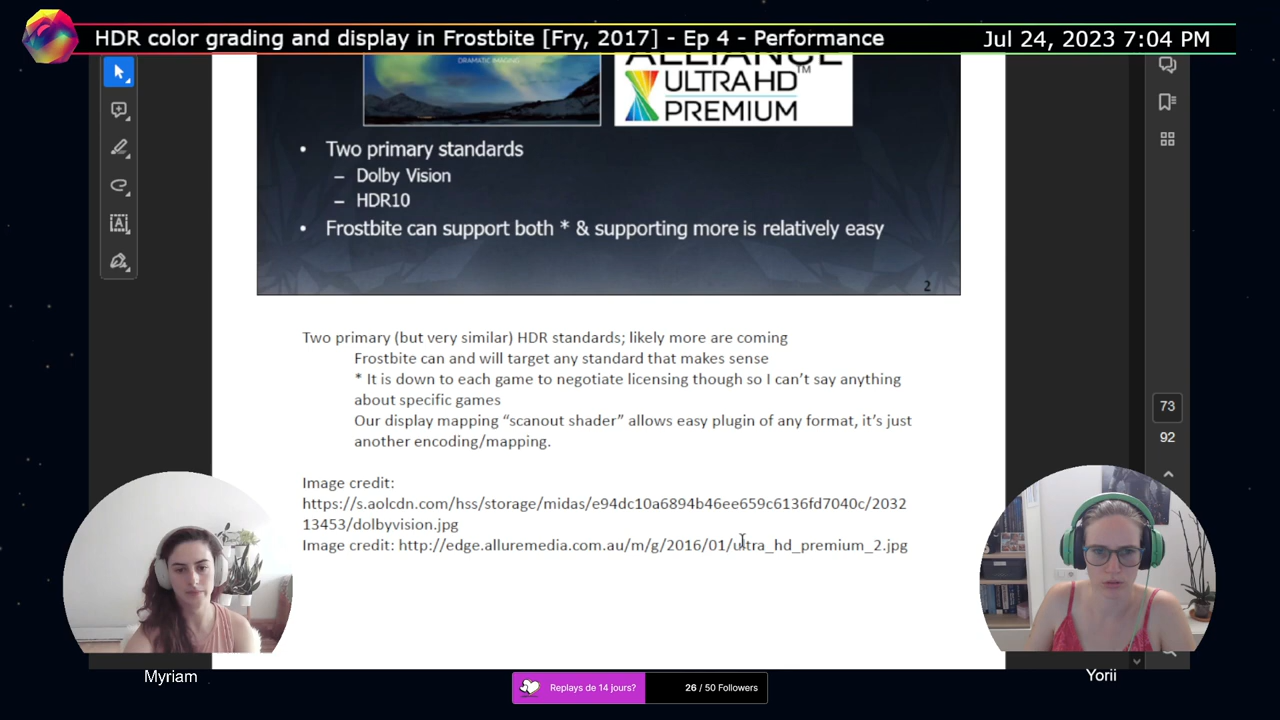 HDR color grading and display in Frostbite [Fry, 2017] - Ep 4 - Performance
Jul 24, 2023 7:04 PM
DRAMATIC IMAGING
ALLIANCE
TM
ULTRAHD
PREMIUM
• Two primary standards
– Dolby Vision
– HDR10
• Frostbite can support both * & supporting more is relatively easy
2
Two primary (but very similar) HDR standards; likely more are coming
Frostbite can and will target any standard that makes sense
* It is down to each game to negotiate licensing though so I can’t say anything
about specific games
Our display mapping “scanout shader” allows easy plugin of any format, it’s just
another encoding/mapping.
73
92
Image credit:
https://s.aolcdn.com/hss/storage/midas/e94dc10a6894b46ee659c6136fd7040c/2032
13453/dolbyvision.jpg
Image credit: http://edge.alluremedia.com.au/m/g/2016/01/ultra_hd_premium_2.jpg
Myriam
Yorii
Replays de 14 jours?
26 / 50 Followers